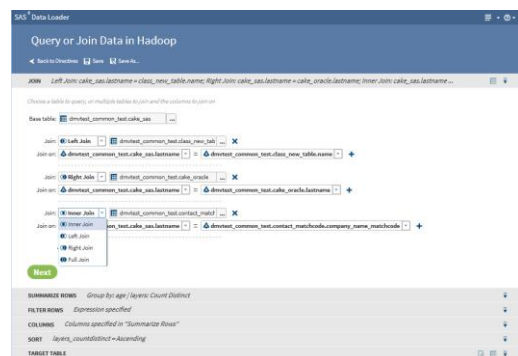 SAS® Data Loader
Query or Join Data in Hadoop
Back to Directives Save Save As...
JOIN Left Join: cake_sas.lastname = class_new_table.name; Right Join: cake_sas.lastname = cake_oracle.lastname; Inner Join: cake_sas.lastname ...
Choose a table to query, or multiple tables to join and the columns to join on
Base table: dmvtest_common_test.cake_sas ...
Join: Left Join dmvtest_common_test.class_new_tab ...
Join on: dmvtest_common_test.cake_sas.lastname = dmvtest_common_test.class_new_table.name
Join: Right Join dmvtest_common_test.cake_oracle ...
Join on: dmvtest_common_test.cake_sas.lastname = dmvtest_common_test.cake_oracle.lastname
Join: Inner Join dmvtest_common_test.contact_match ...
Join on: on_test.cake_sas.lastname = dmvtest_common_test.contact_matchcode.company_name_matchcode
Inner Join
Left Join
Right Join
Full Join
Next
SUMMARIZE ROWS Group by: age | layers: Count Distinct
FILTER ROWS Expression specified
COLUMNS Columns specified in "Summarize Rows"
SORT layers_countdistinct = Ascending
TARGET TABLE